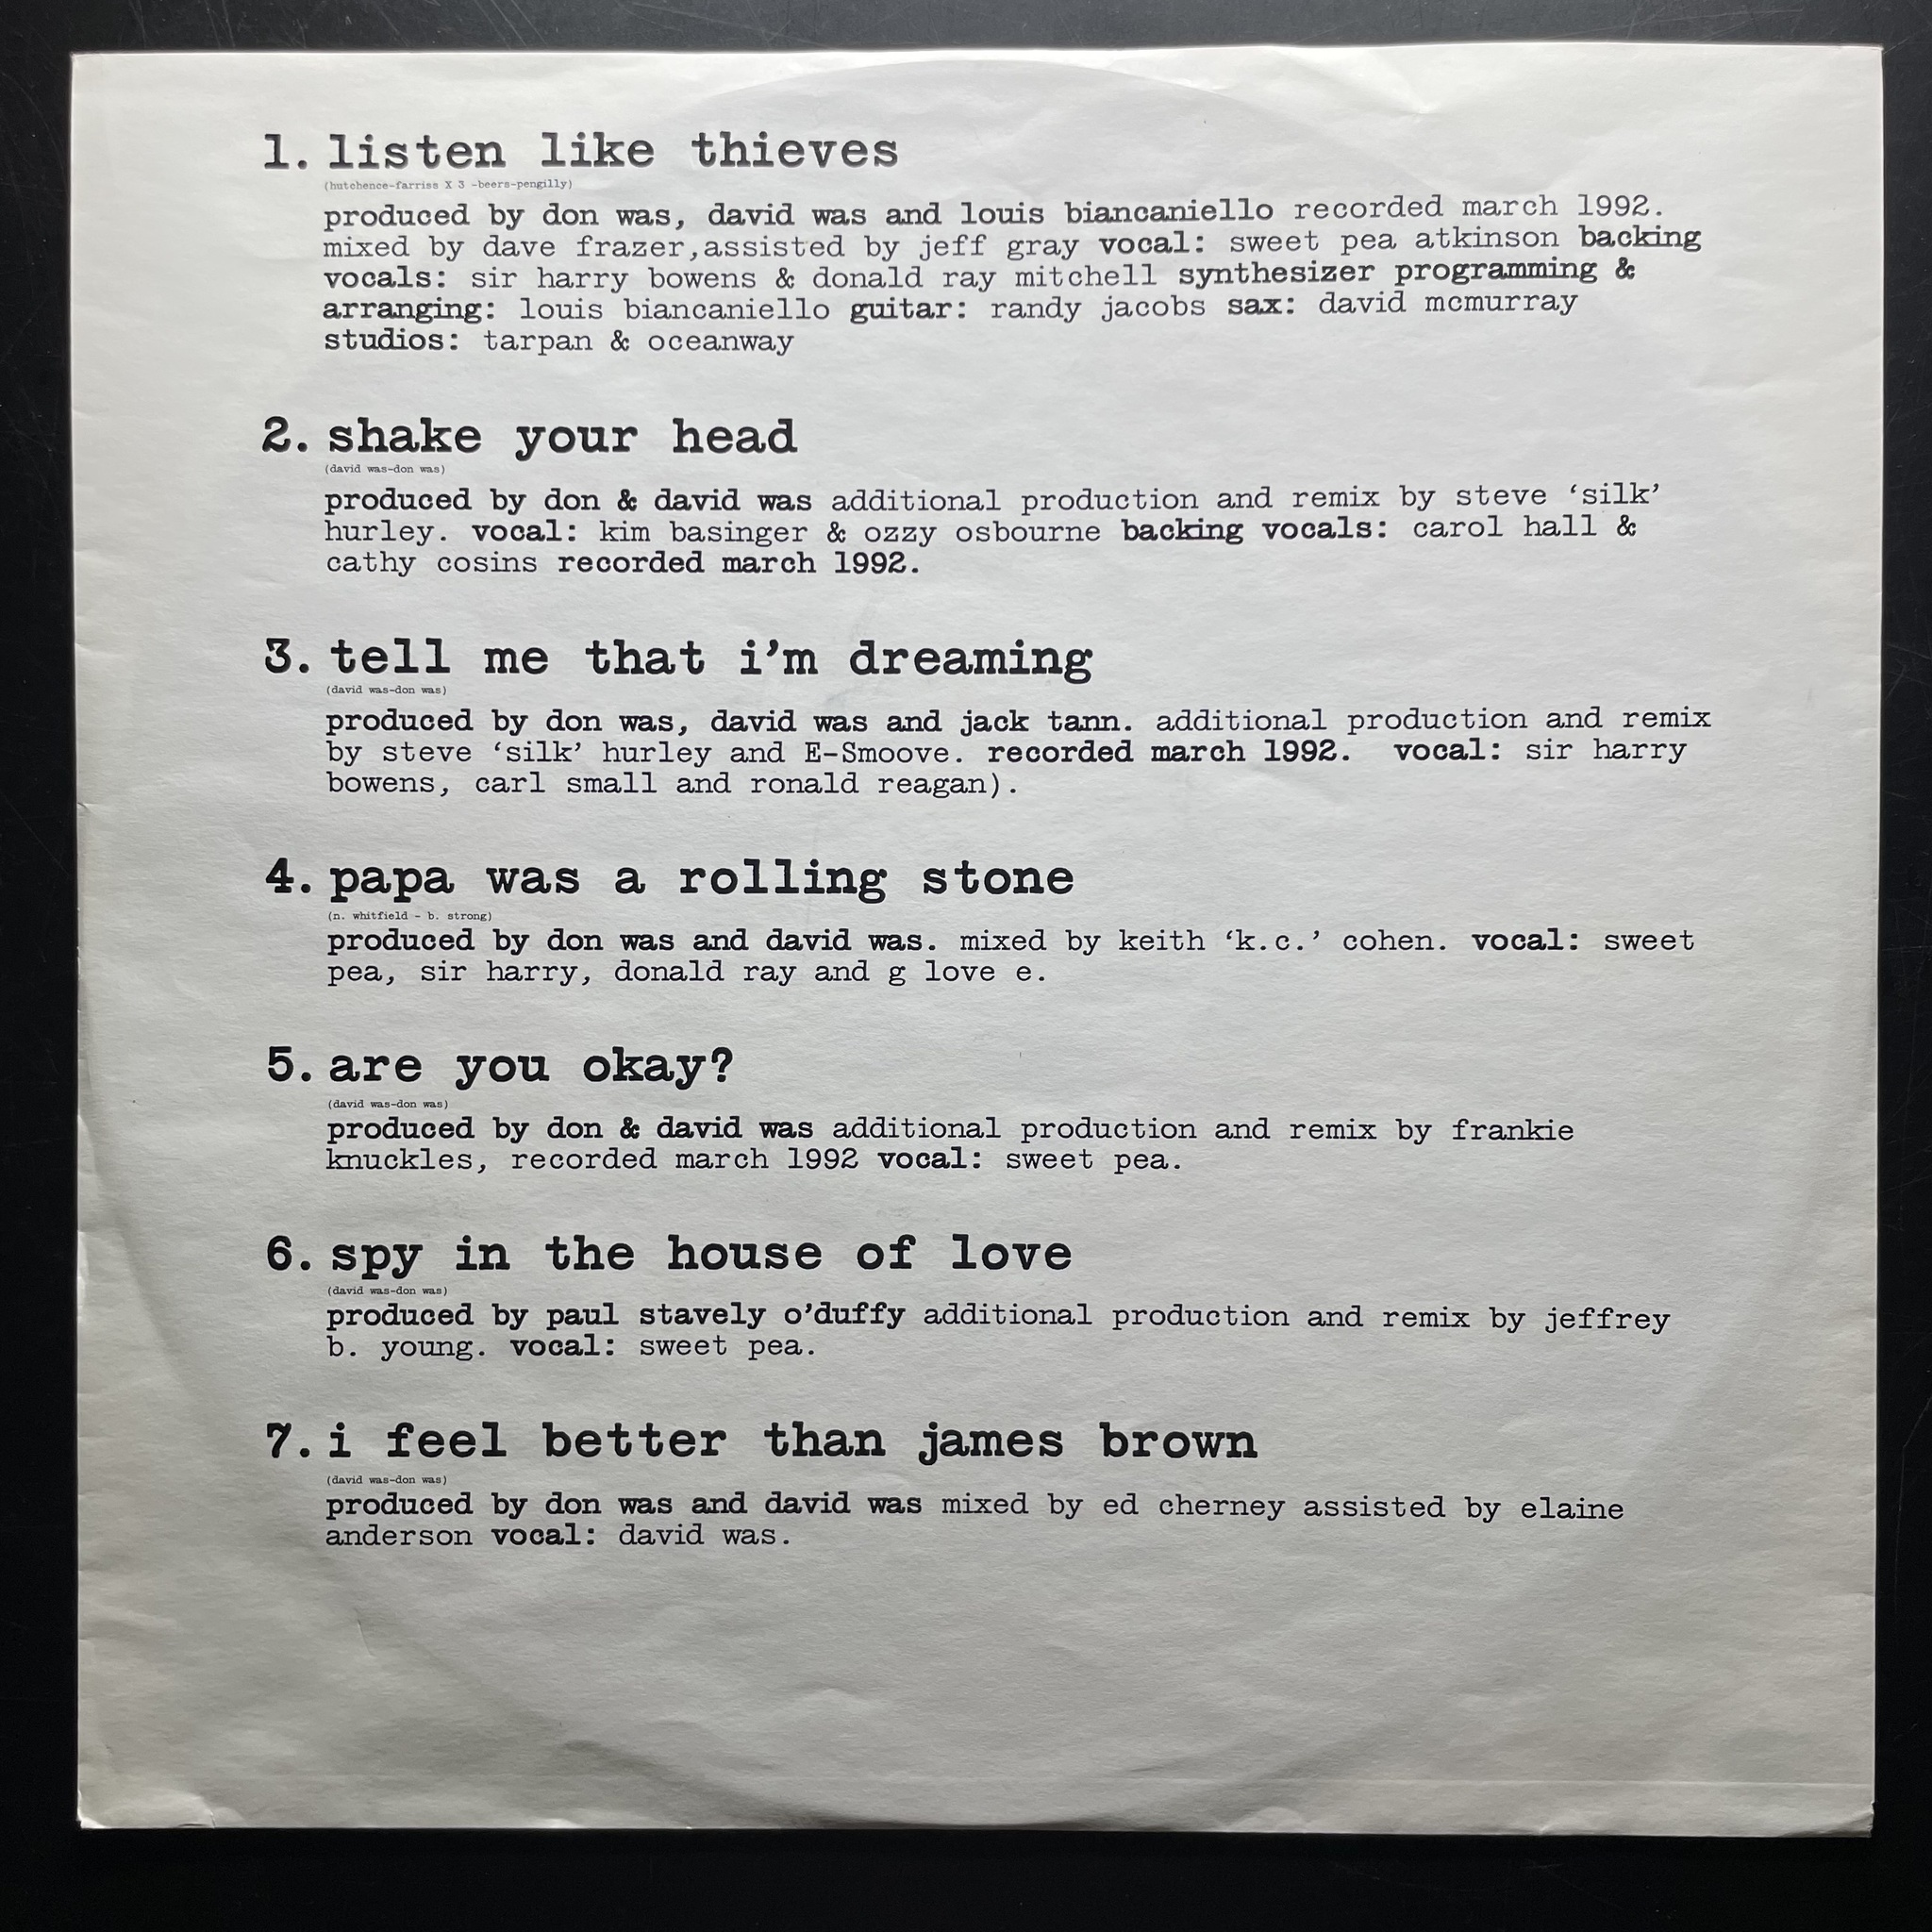 1. listen like thieves
(hutchence-farriss X 3 -beers-pengilly)
produced by don was, david was and louis biancaniello recorded march 1992.
mixed by dave frazer,assisted by jeff gray vocal: sweet pea atkinson backing
vocals: sir harry bowens & donald ray mitchell synthesizer programming &
arranging: louis biancaniello guitar: randy jacobs sax: david mcmurray
studios: tarpan & oceanway
2. shake your head
(david was-don was)
produced by don & david was additional production and remix by steve ‘silk’
hurley. vocal: kim basinger & ozzy osbourne backing vocals: carol hall &
cathy cosins recorded march 1992.
3. tell me that i’m dreaming
(david was-don was)
produced by don was, david was and jack tann. additional production and remix
by steve ‘silk’ hurley and E-Smoove. recorded march 1992. vocal: sir harry
bowens, carl small and ronald reagan).
4. papa was a rolling stone
(n. whitfield - b. strong)
produced by don was and david was. mixed by keith ‘k.c.’ cohen. vocal: sweet
pea, sir harry, donald ray and g love e.
5. are you okay?
(david was-don was)
produced by don & david was additional production and remix by frankie
knuckles, recorded march 1992 vocal: sweet pea.
6. spy in the house of love
(david was-don was)
produced by paul stavely o’duffy additional production and remix by jeffrey
b. young. vocal: sweet pea.
7. i feel better than james brown
(david was-don was)
produced by don was and david was mixed by ed cherney assisted by elaine
anderson vocal: david was.